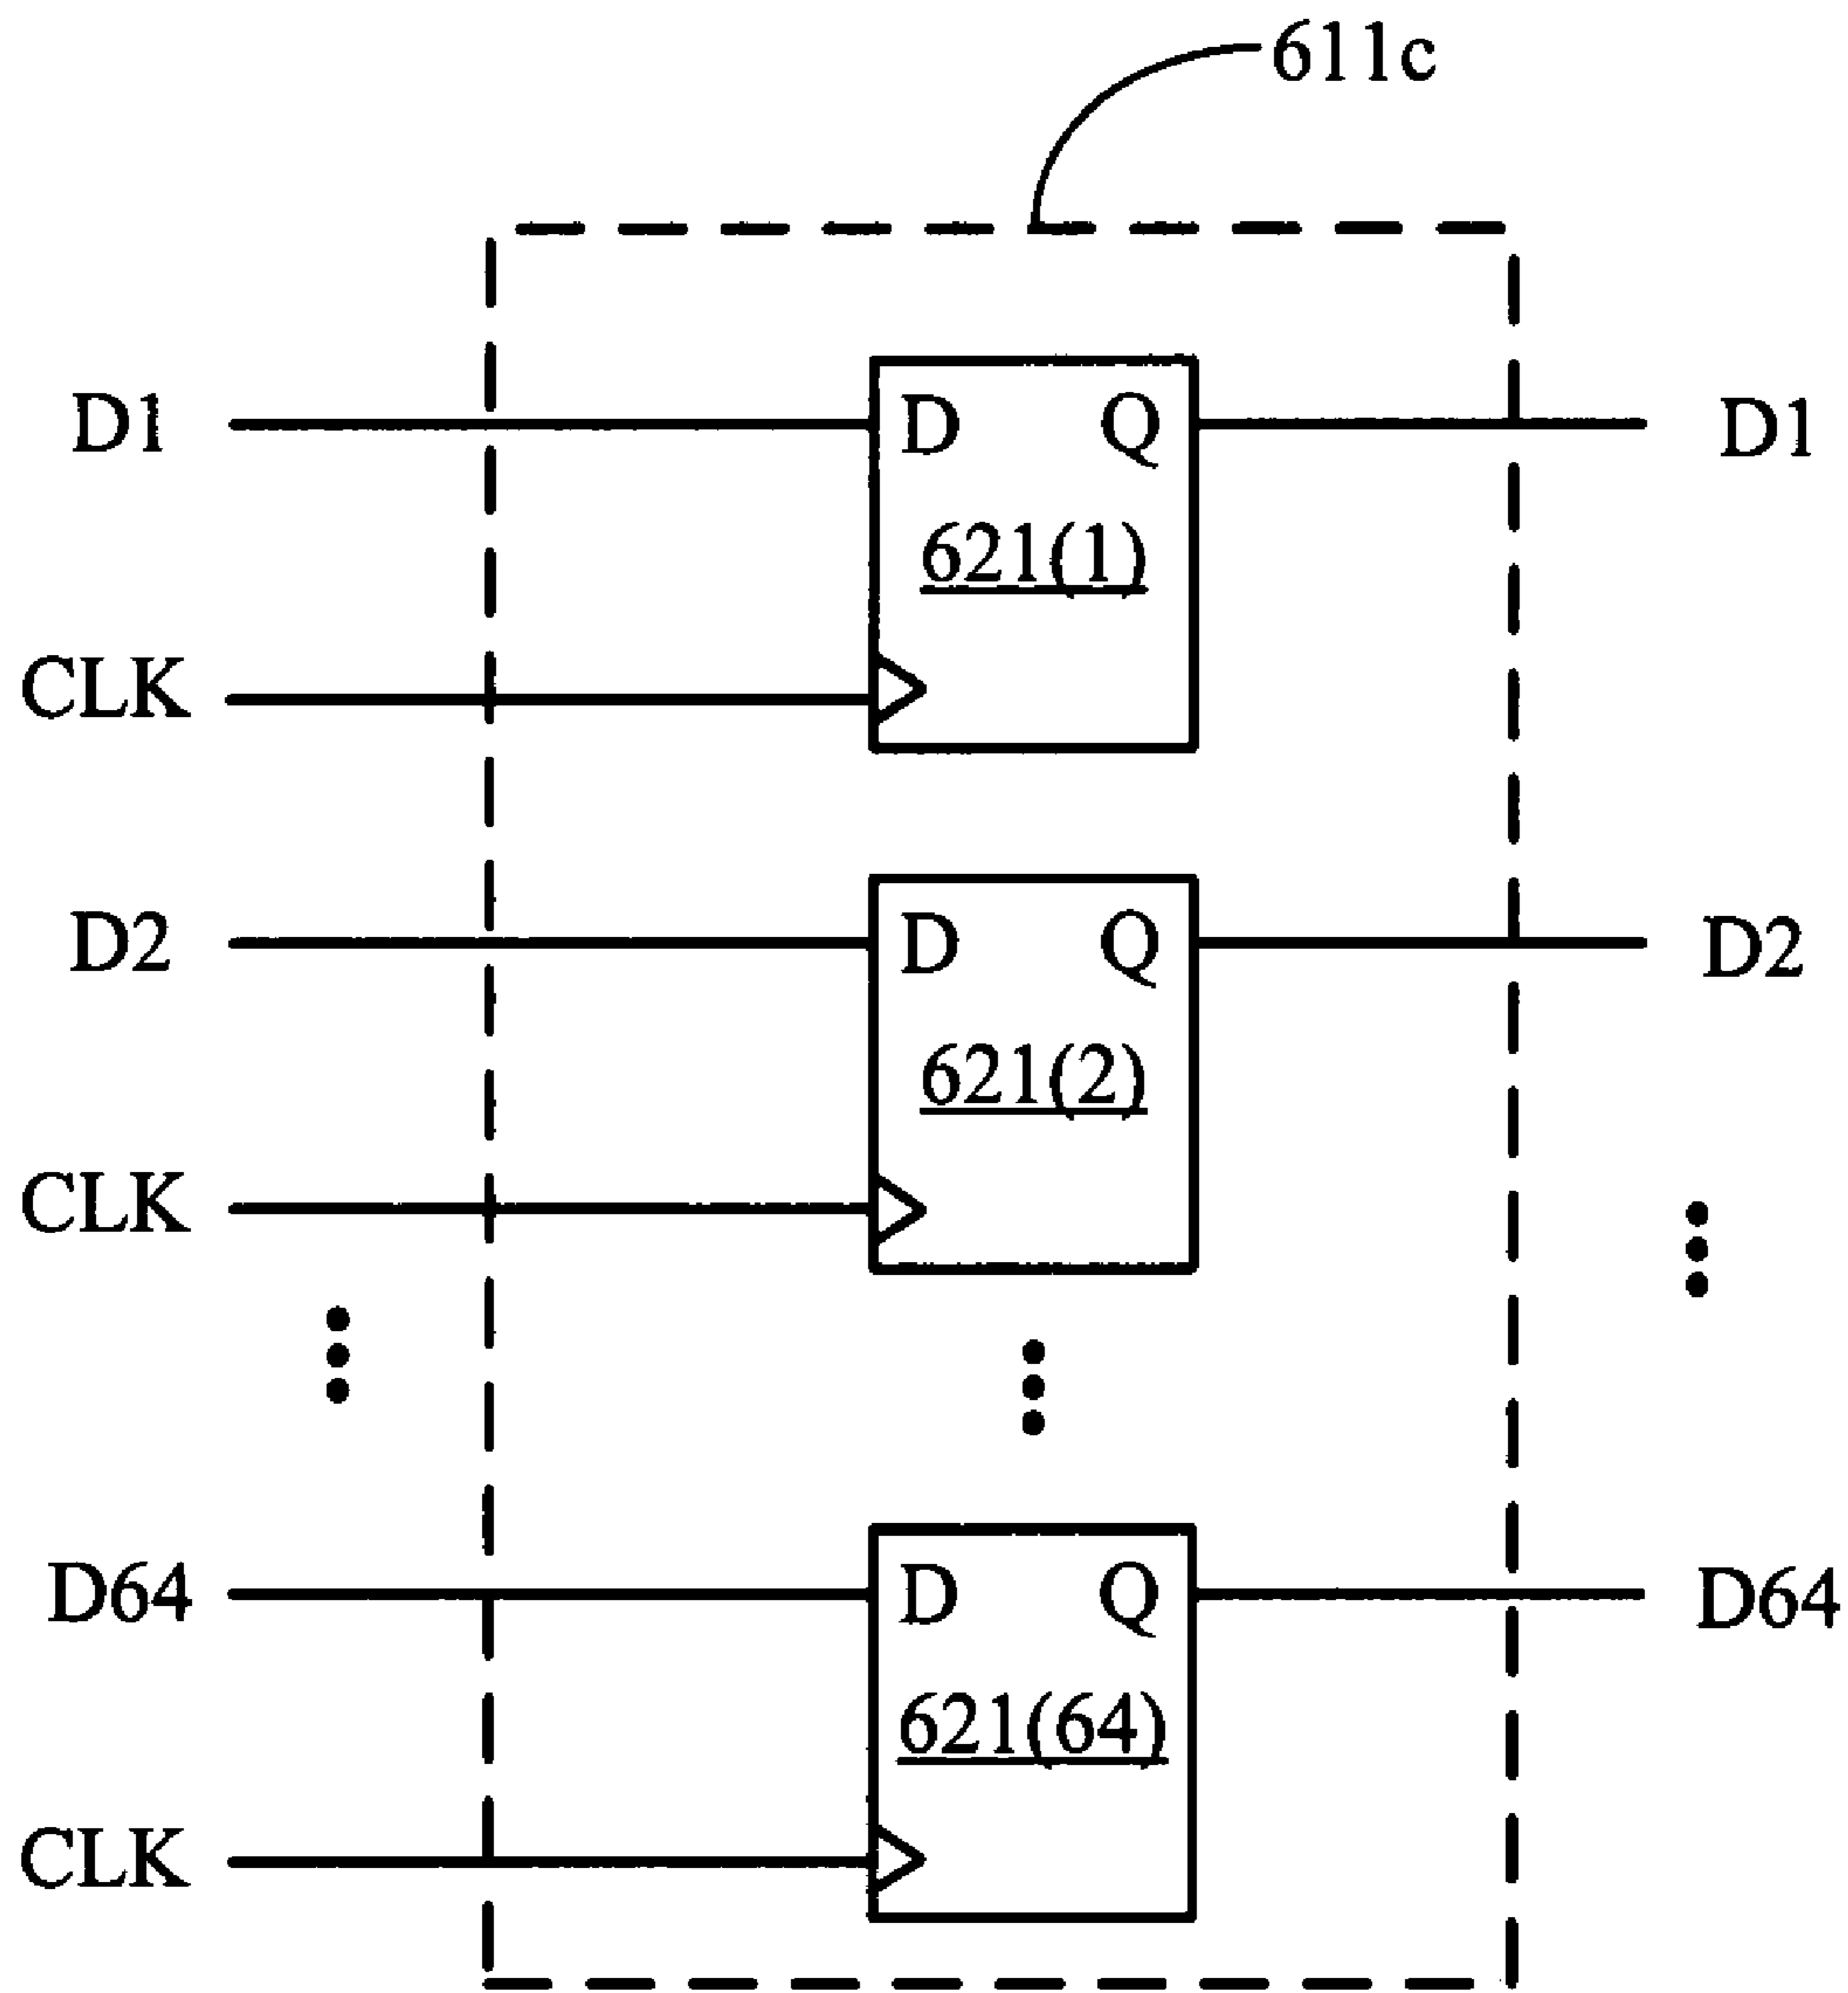 611c
D1 D Q D1
621(1)
CLK
D2 D Q D2
621(2)
CLK
D64 D Q D64
621(64)
CLK